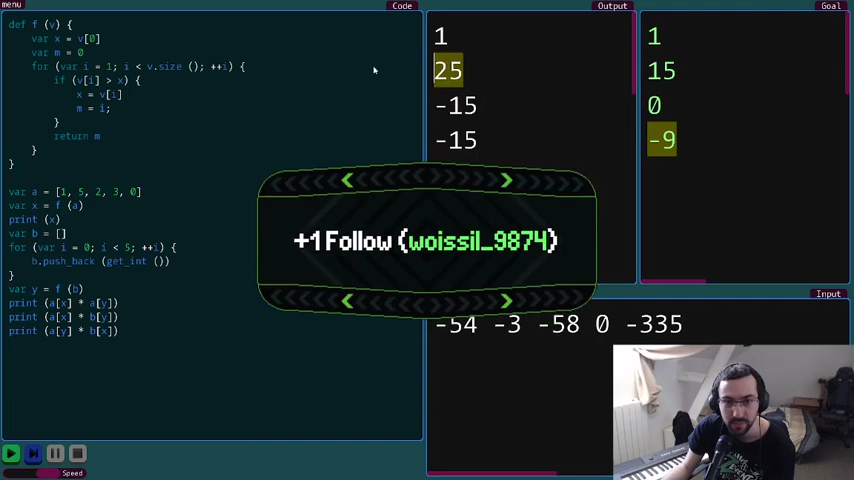 menu
Code
def f (v) {
var x = v[0]
var m = 0
for (var i = 1; i < v.size (); ++i) {
if (v[i] > x) {
x = v[i]
m = i;
}
return m
}
}
var a = [1, 5, 2, 3, 0]
var x = f (a)
print (x)
var b = []
for (var i = 0; i < 5; ++i) {
b.push_back (get_int ())
}
var y = f (b)
print (a[x] * a[y])
print (a[x] * b[y])
print (a[y] * b[x])
Speed
Output
1
25
-15
-15
Goal
1
15
0
-9
+1 Follow (woissil_9874)
Input
-54 -3 -58 0 -335